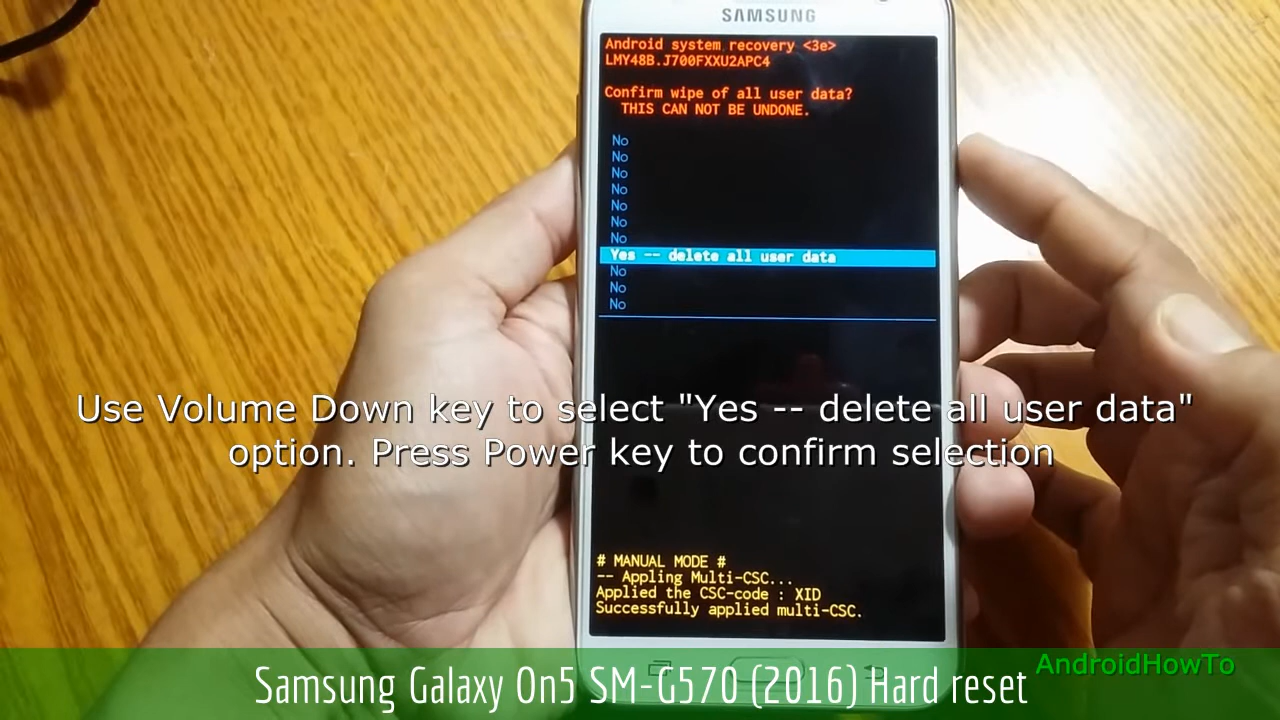 SAMSUNG
Android system recovery <3e>
LMY48B.J700FXXU2APC4
Confirm wipe of all user data?
THIS CAN NOT BE UNDONE.
No
No
No
No
No
No
No
Yes -- delete all user data
No
No
No
Use Volume Down key to select "Yes -- delete all user data"
option. Press Power key to confirm selection
# MANUAL MODE #
-- Appling Multi-CSC...
Applied the CSC-code : XID
Successfully applied multi-CSC.
AndroidHowTo
Samsung Galaxy On5 SM-G570 (2016) Hard reset